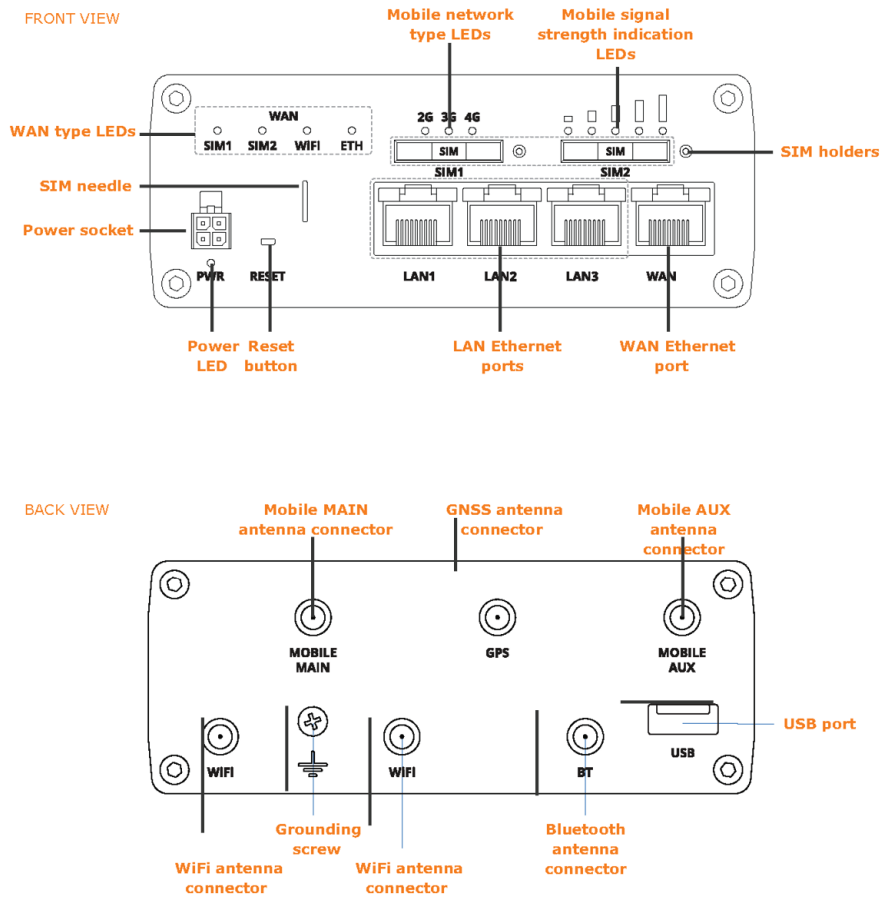 FRONT VIEW
Mobile network
type LEDs
Mobile signal
strength indication
LEDs
WAN type LEDs
WAN
SIM1 SIM2 WIFI ETH
2G 3G 4G
SIM
SIM1
SIM
SIM2
SIM holders
SIM needle
Power socket
PWR
RESET
LAN1 LAN2 LAN3 WAN
Power
LED
Reset
button
LAN Ethernet
ports
WAN Ethernet
port
BACK VIEW
Mobile MAIN
antenna connector
GNSS antenna
connector
Mobile AUX
antenna
connector
MOBILE
MAIN
GPS
MOBILE
AUX
USB port
WIFI
WIFI
BT
USB
Grounding
screw
Bluetooth
antenna
connector
WiFi antenna
connector
WiFi antenna
connector